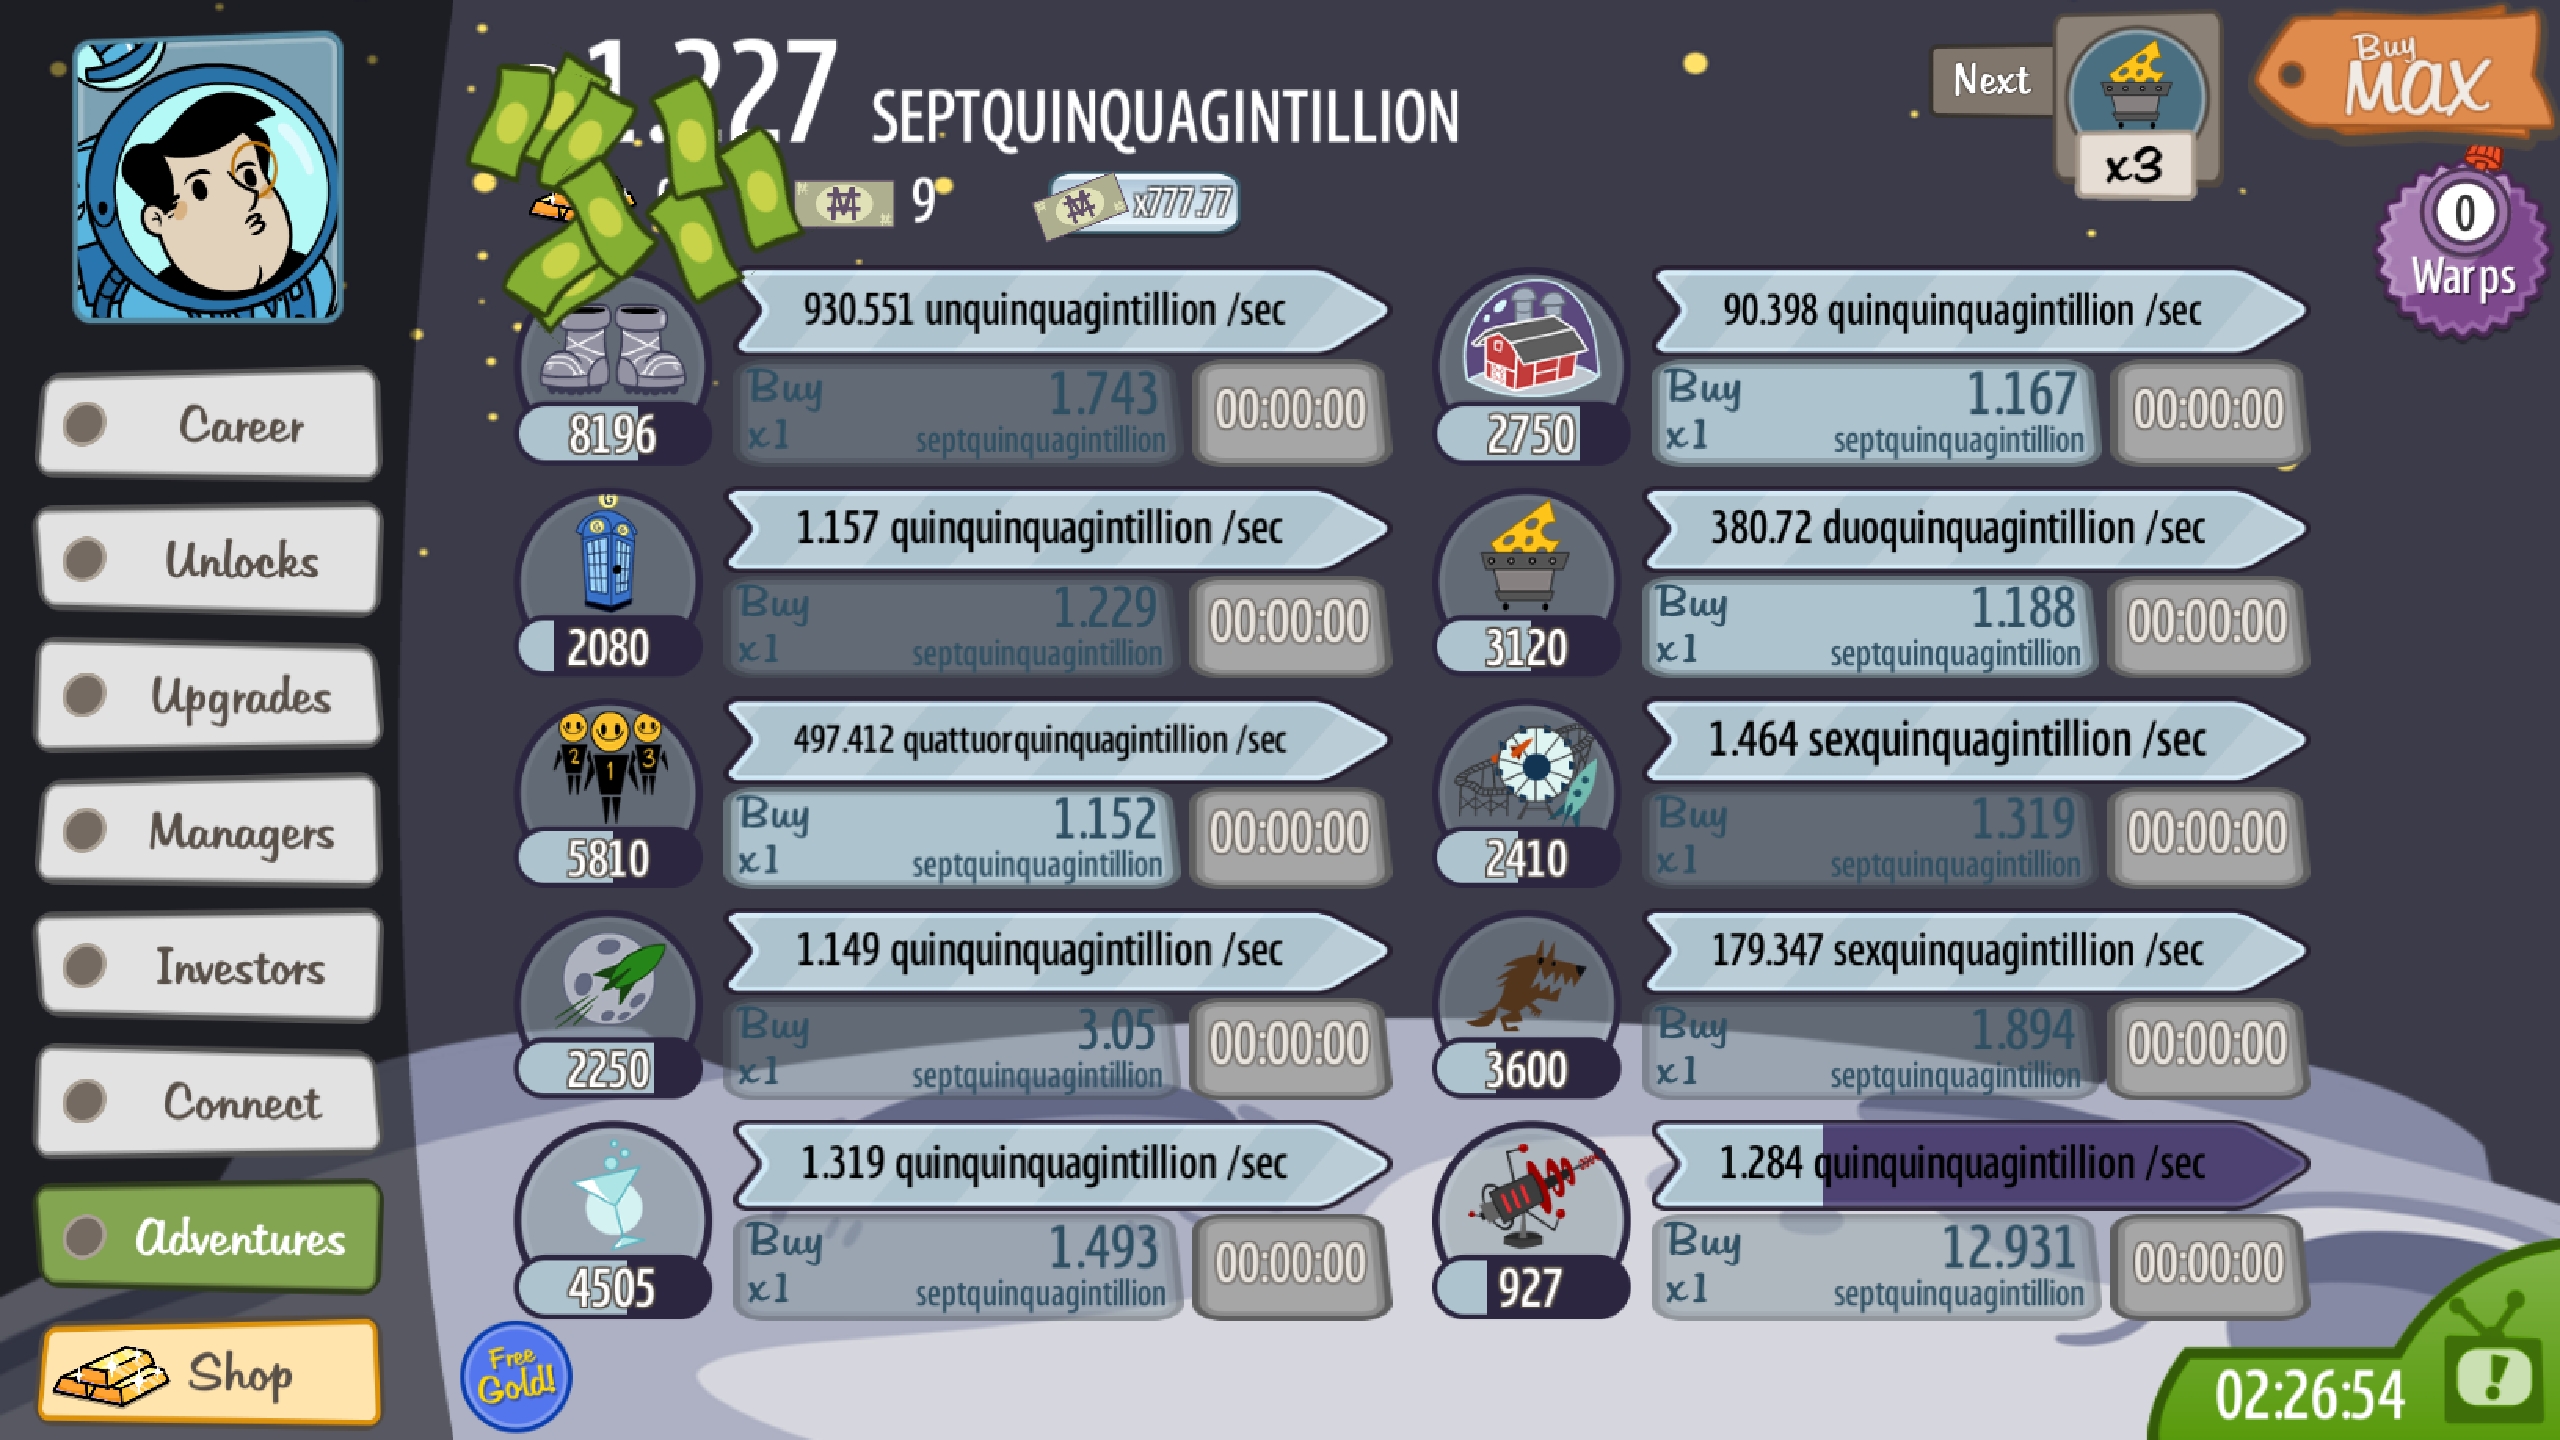 1.227 SEPTQUINQUAGINTILLION
9
x777.77
Next
x3
Buy
MAX
0
Warps
Career
Unlocks
Upgrades
Managers
Investors
Connect
Adventures
Shop
930.551 unquinquagintillion /sec
8196
Buy
x1
1.743
septquinquagintillion
00:00:00
90.398 quinquinquagintillion /sec
2750
Buy
x1
1.167
septquinquagintillion
00:00:00
G
1.157 quinquinquagintillion /sec
2080
Buy
x1
1.229
septquinquagintillion
00:00:00
380.72 duoquinquagintillion /sec
3120
Buy
x1
1.188
septquinquagintillion
00:00:00
2 1 3
497.412 quattuorquinquagintillion /sec
5810
Buy
x1
1.152
septquinquagintillion
00:00:00
1.464 sexquinquagintillion /sec
2410
Buy
x1
1.319
septquinquagintillion
00:00:00
1.149 quinquinquagintillion /sec
2250
Buy
x1
3.05
septquinquagintillion
00:00:00
179.347 sexquinquagintillion /sec
3600
Buy
x1
1.894
septquinquagintillion
00:00:00
1.319 quinquinquagintillion /sec
4505
Buy
x1
1.493
septquinquagintillion
00:00:00
1.284 quinquinquagintillion /sec
927
Buy
x1
12.931
septquinquagintillion
00:00:00
Free
Gold!
02:26:54
!